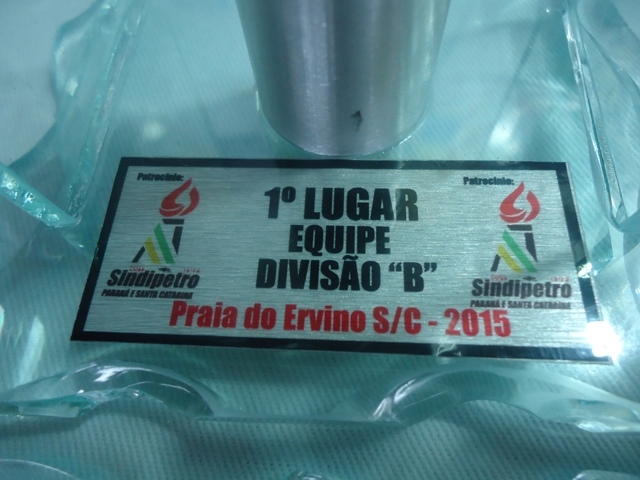 Patrocínio:
Patrocínio:
1º LUGAR
EQUIPE
DIVISÃO "B"
Sindipetro
PARANÁ E SANTA CATARINA
Sindipetro
PARANÁ E SANTA CATARINA
Praia do Ervino S/C - 2015